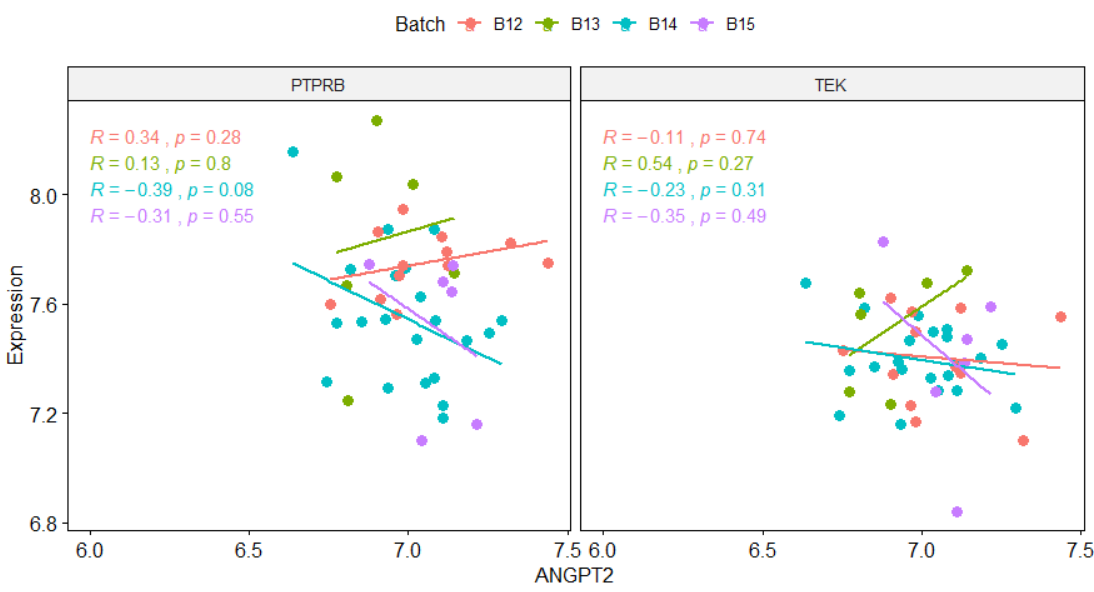 Batch B12 B13 B14 B15
PTPRB
TEK
R = 0.34 , p = 0.28
R = 0.13 , p = 0.8
R = −0.39 , p = 0.08
R = −0.31 , p = 0.55
R = −0.11 , p = 0.74
R = 0.54 , p = 0.27
R = −0.23 , p = 0.31
R = −0.35 , p = 0.49
Expression
8.0
7.6
7.2
6.8
6.0 6.5 7.0 7.5
6.0 6.5 7.0 7.5
ANGPT2